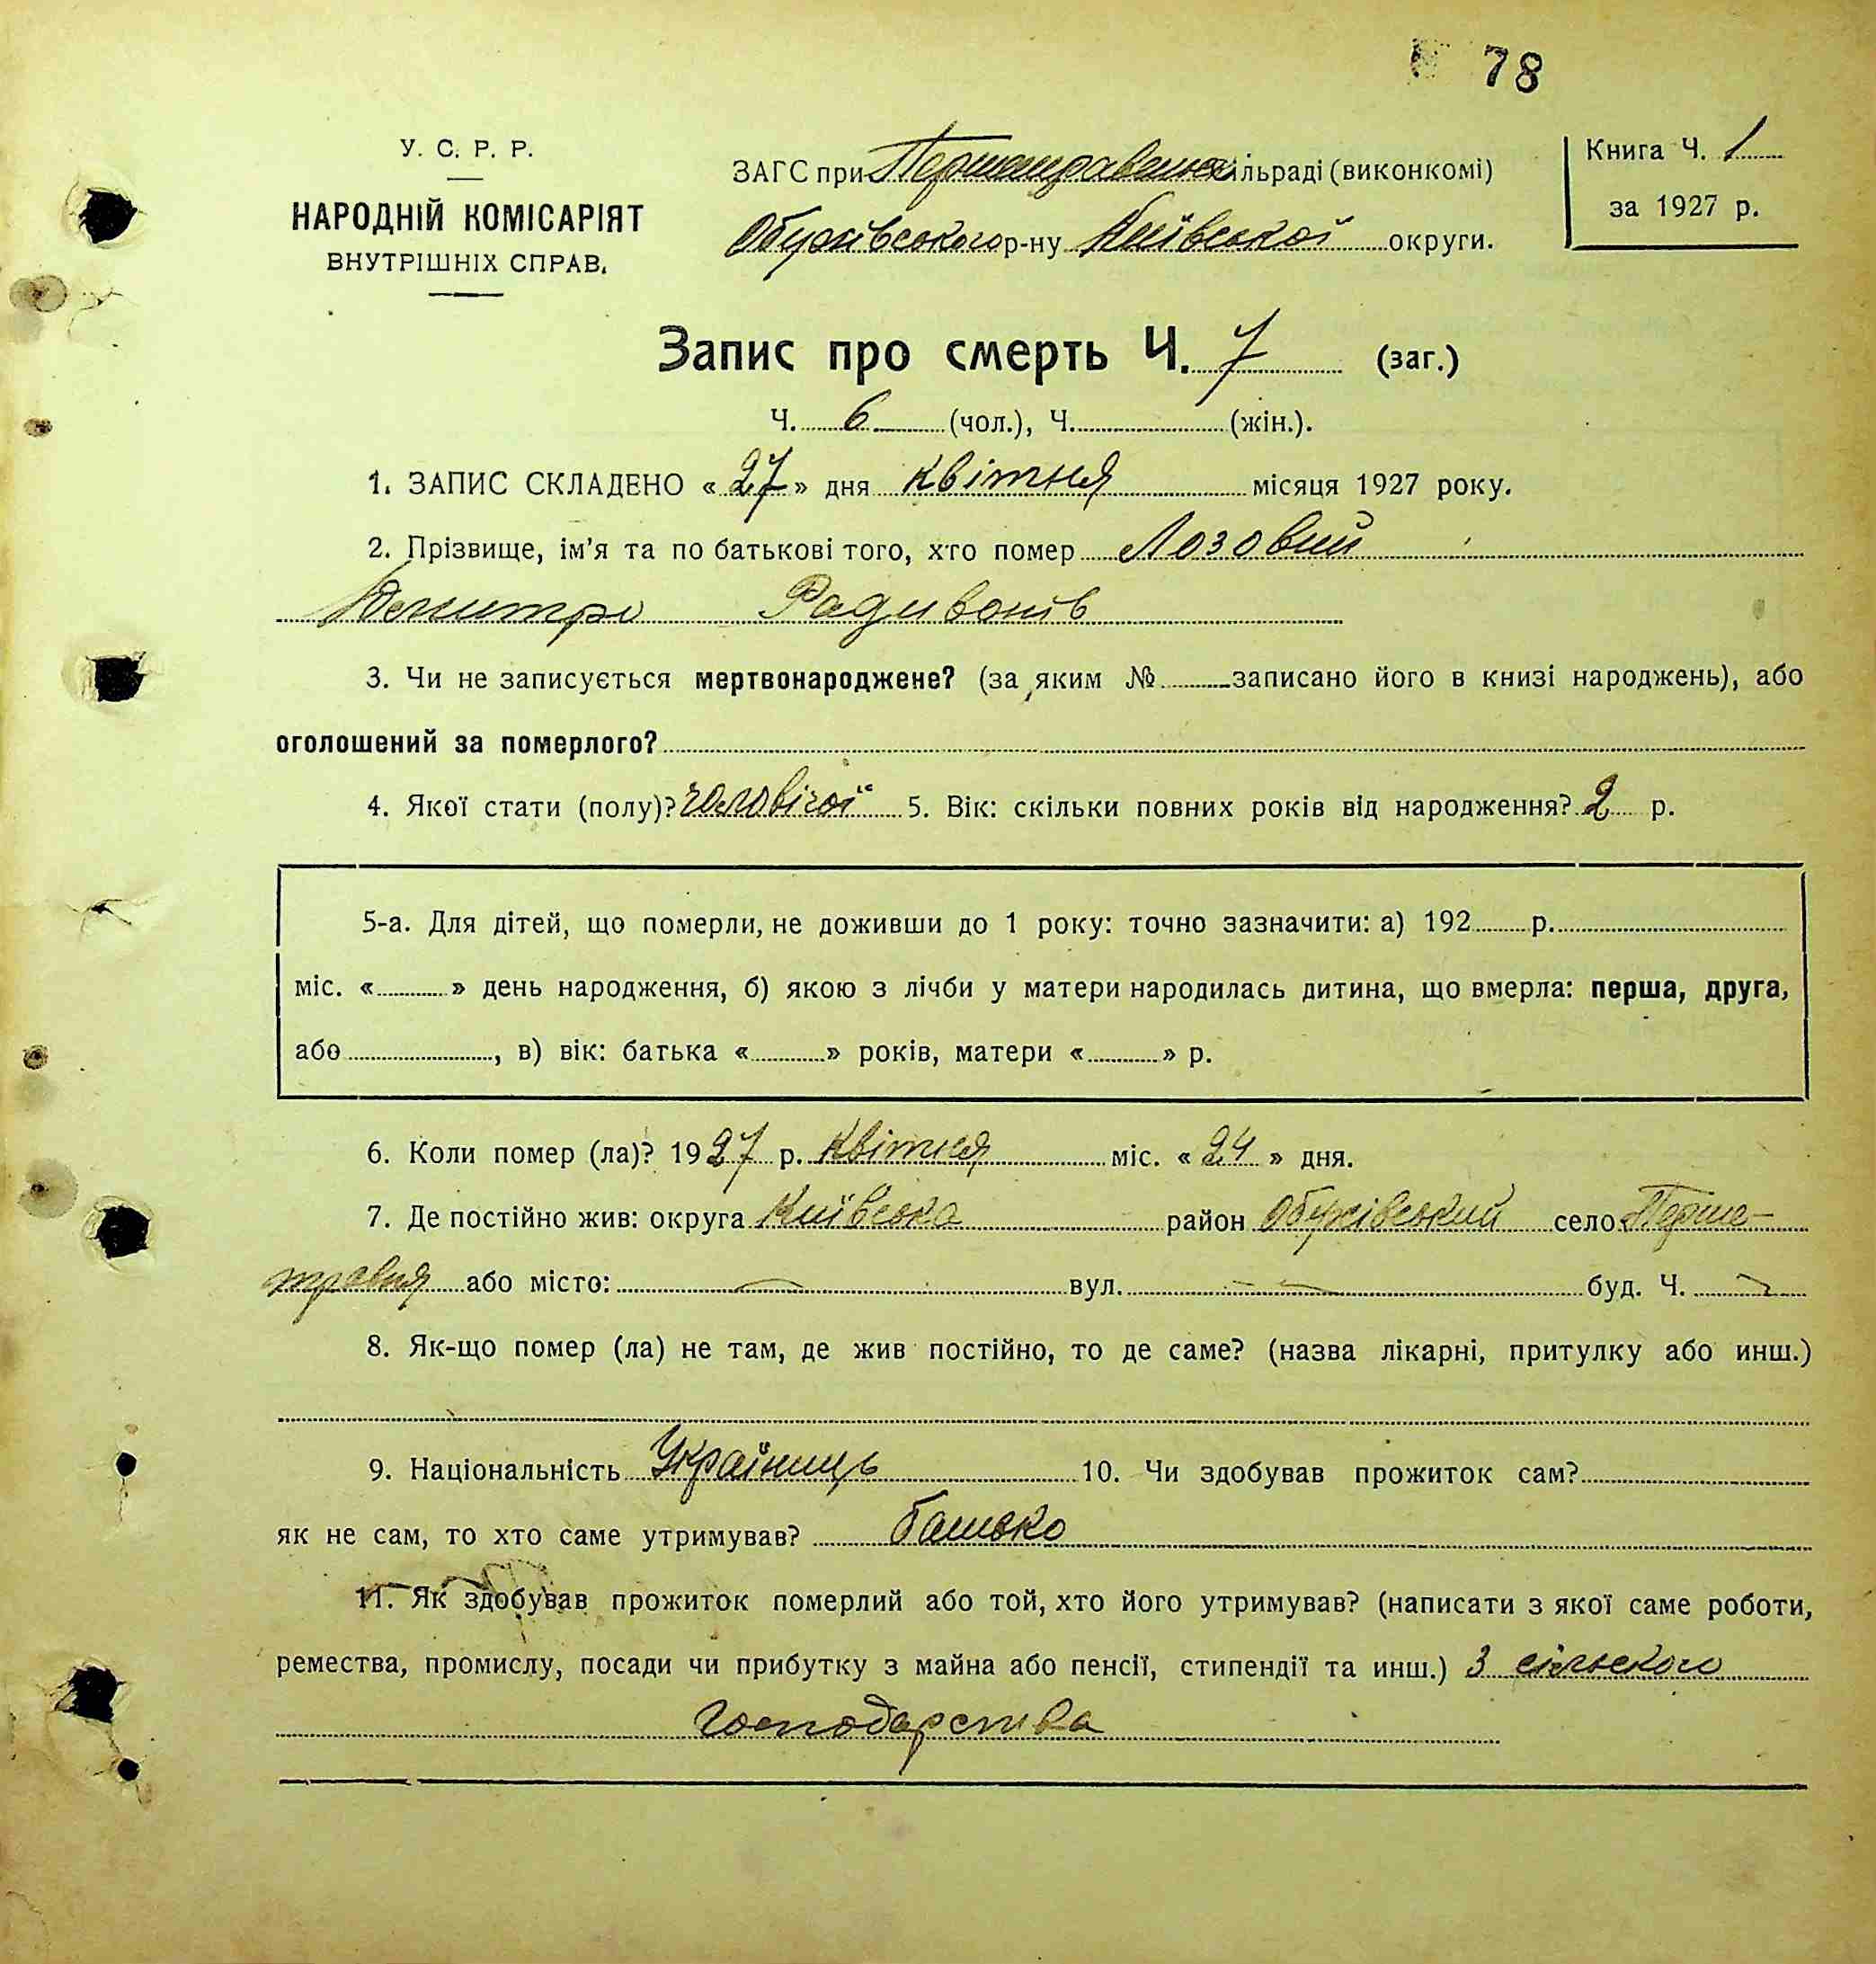 78
У. С. Р. Р.
НАРОДНІЙ КОМІСАРІЯТ
ВНУТРІШНІХ СПРАВ.
ЗАГС при Першетравенській сільраді (виконкомі)
Обухівського р-ну Київської округи.
Книга Ч. 1
за 1927 р.
Запис про смерть Ч. 7 (заг.)
Ч. 6 (чол.), Ч. (жін.).
1. ЗАПИС СКЛАДЕНО « 27 » дня квітня місяця 1927 року.
2. Прізвище, ім'я та по батькові того, хто помер Лозовий
Демитро Радивонів
3. Чи не записується мертвонароджене? (за яким № записано його в книзі народжень), або
оголошений за померлого?
4. Якої стати (полу)? чоловічої 5. Вік: скільки повних років від народження? 2 р.
5-а. Для дітей, що померли, не доживши до 1 року: точно зазначити: а) 192 р.
міс. « » день народження, б) якою з лічби у матери народилась дитина, що вмерла: перша, друга,
або , в) вік: батька « » років, матери « » р.
6. Коли помер (ла)? 1927 р. квітня міс. « 24 » дня.
7. Де постійно жив: округа Київська район Обухівський село Перше-
травня або місто: вул. буд. Ч.
8. Як-що помер (ла) не там, де жив постійно, то де саме? (назва лікарні, притулку або инш.)
9. Національність Українець 10. Чи здобував прожиток сам?
як не сам, то хто саме утримував? батько
11. Як здобував прожиток померлий або той, хто його утримував? (написати з якої саме роботи,
ремества, промислу, посади чи прибутку з майна або пенсії, стипендії та инш.) З сільского
господарства